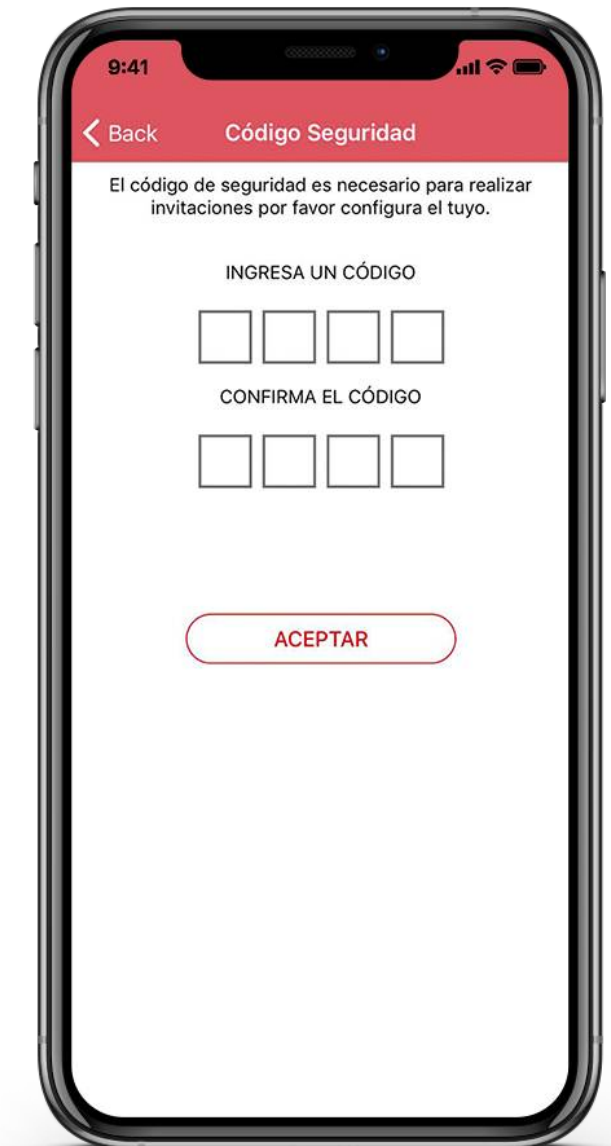 9:41
Back Código Seguridad
El código de seguridad es necesario para realizar
invitaciones por favor configura el tuyo.
INGRESA UN CÓDIGO
CONFIRMA EL CÓDIGO
ACEPTAR